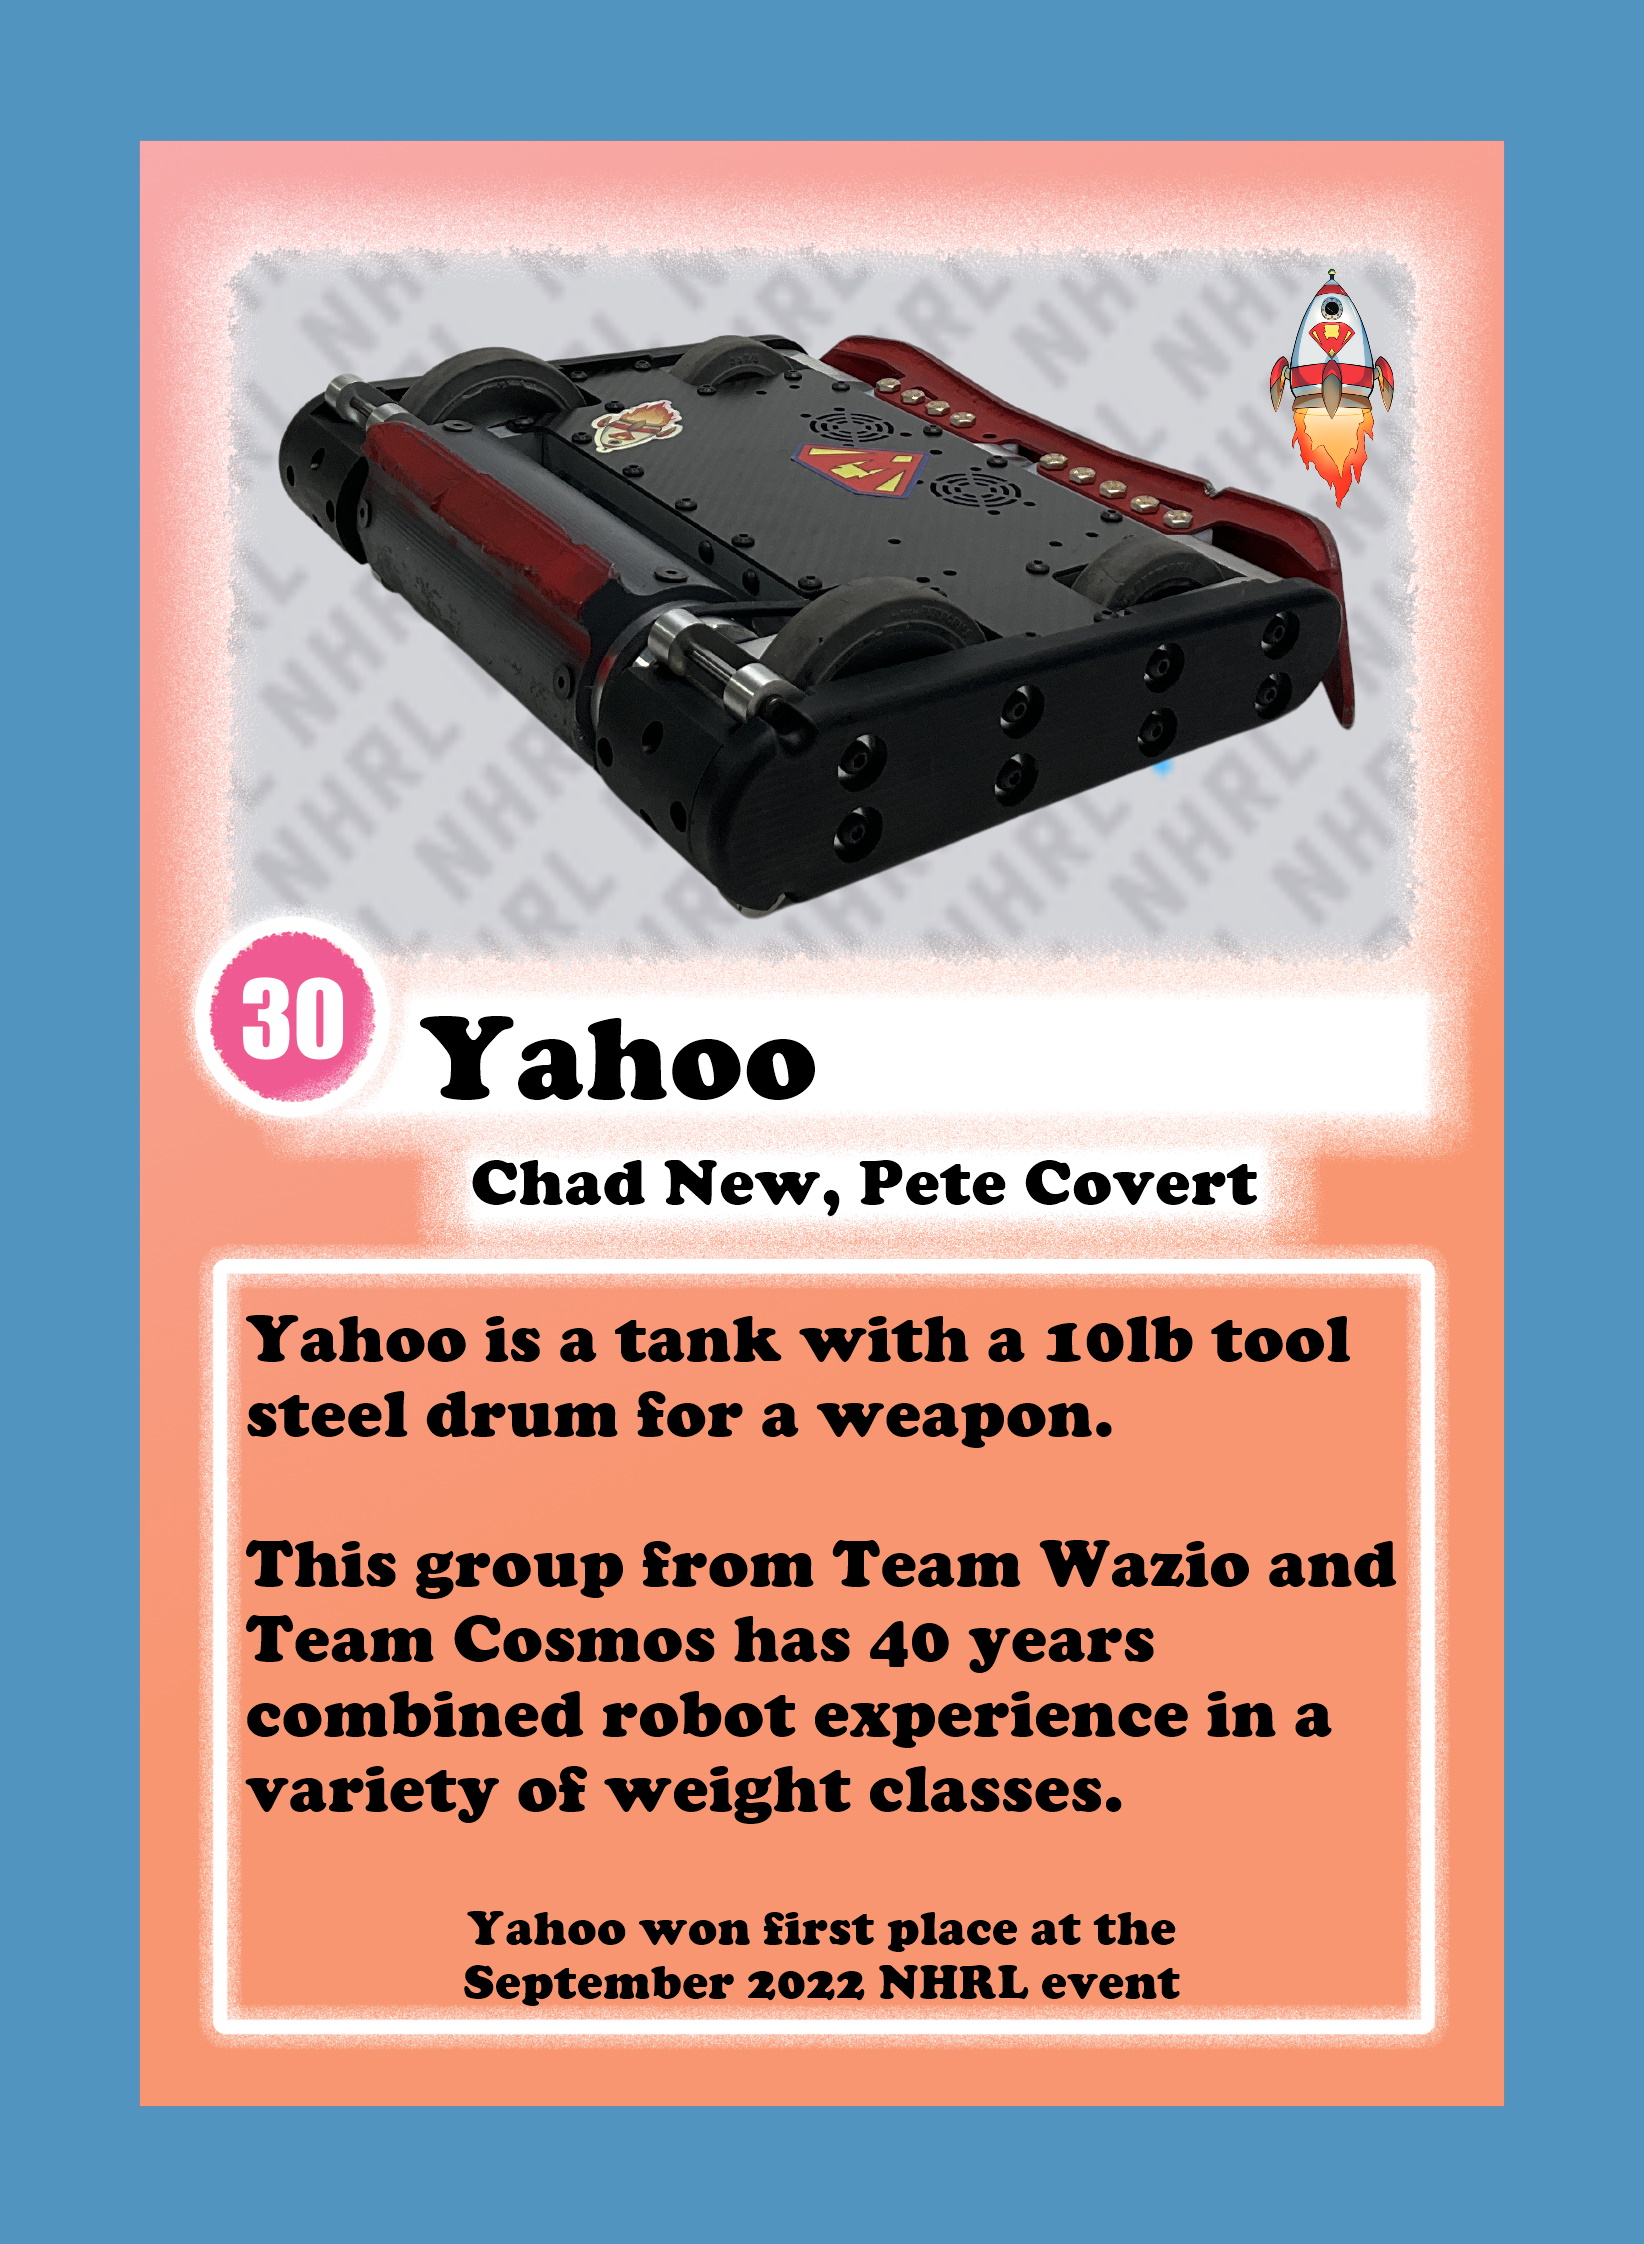 NHRL
30
Yahoo
Chad New, Pete Covert
Yahoo is a tank with a 10lb tool
steel drum for a weapon.
This group from Team Wazio and
Team Cosmos has 40 years
combined robot experience in a
variety of weight classes.
Yahoo won first place at the
September 2022 NHRL event